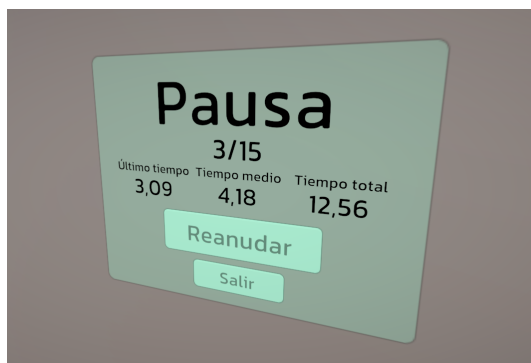 Pausa
3/15
Último tiempo Tiempo medio Tiempo total
3,09 4,18 12,56
Reanudar
Salir